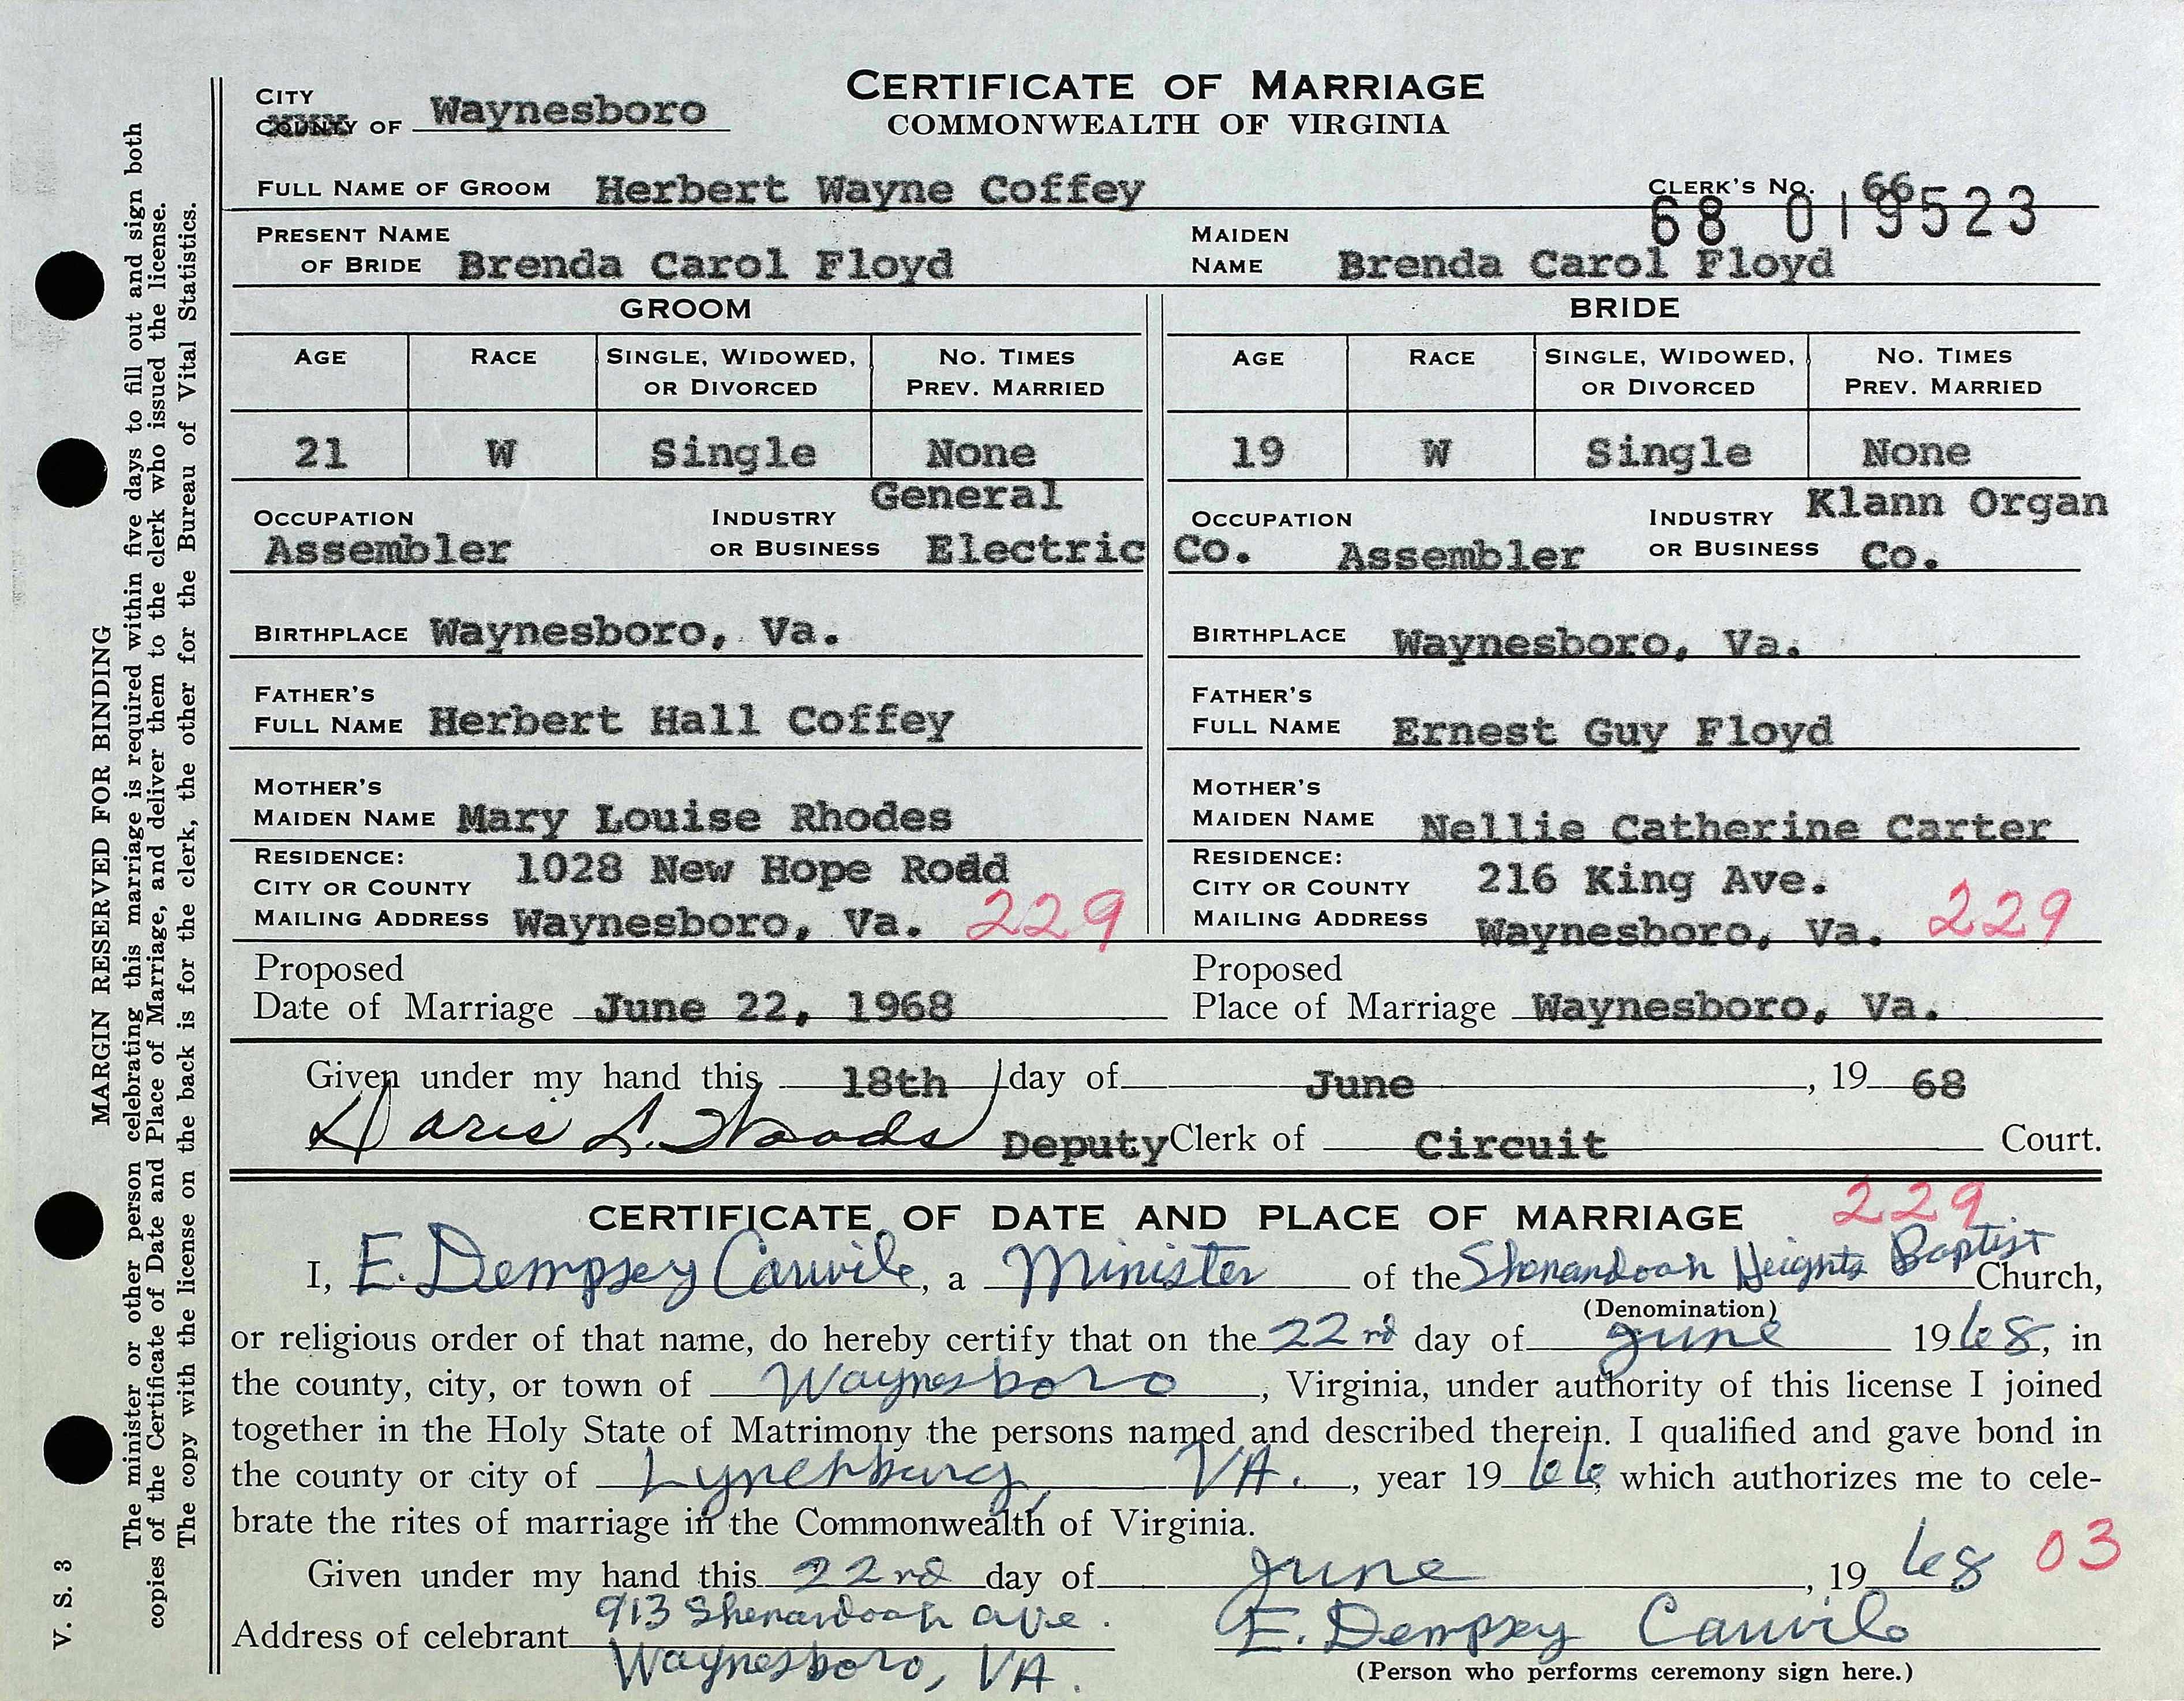 CERTIFICATE OF MARRIAGE
COMMONWEALTH OF VIRGINIA
CITY
COUNTY OF Waynesboro
FULL NAME OF GROOM Herbert Wayne Coffey
CLERK'S NO. 66
68 019523
PRESENT NAME OF BRIDE Brenda Carol Floyd
MAIDEN NAME Brenda Carol Floyd
GROOM
AGE RACE SINGLE, WIDOWED, OR DIVORCED NO. TIMES PREV. MARRIED
21 W Single None
OCCUPATION Assembler INDUSTRY OR BUSINESS General Electric Co.
BIRTHPLACE Waynesboro, Va.
FATHER'S FULL NAME Herbert Hall Coffey
MOTHER'S MAIDEN NAME Mary Louise Rhodes
RESIDENCE: 1028 New Hope Rodd
CITY OR COUNTY
MAILING ADDRESS Waynesboro, Va. 229
BRIDE
AGE RACE SINGLE, WIDOWED, OR DIVORCED NO. TIMES PREV. MARRIED
19 W Single None
OCCUPATION Assembler INDUSTRY OR BUSINESS Klann Organ Co.
BIRTHPLACE Waynesboro, Va.
FATHER'S FULL NAME Ernest Guy Floyd
MOTHER'S MAIDEN NAME Nellie Catherine Carter
RESIDENCE:
CITY OR COUNTY 216 King Ave.
MAILING ADDRESS Waynesboro, Va. 229
Proposed Date of Marriage June 22, 1968
Proposed Place of Marriage Waynesboro, Va.
Given under my hand this 18th day of June, 19 68
Doris L. Woods Deputy Clerk of Circuit Court.
229
CERTIFICATE OF DATE AND PLACE OF MARRIAGE
I, E. Dempsey Cauvile, a Minister of the Shenandoah Heights Baptist Church,
(Denomination)
or religious order of that name, do hereby certify that on the 22rd day of June 1968, in
the county, city, or town of Waynesboro, Virginia, under authority of this license I joined
together in the Holy State of Matrimony the persons named and described therein. I qualified and gave bond in
the county or city of Lynchburg, VA., year 19 66 which authorizes me to cele-
brate the rites of marriage in the Commonwealth of Virginia.
Given under my hand this 22rd day of June, 19 68 03
Address of celebrant 913 Shenandoah Ave.
Waynesboro, VA.
E. Dempsey Cauvile
(Person who performs ceremony sign here.)
MARGIN RESERVED FOR BINDING
The minister or other person celebrating this marriage is required within five days to fill out and sign both
copies of the Certificate of Date and Place of Marriage, and deliver them to the clerk who issued the license.
The copy with the license on the back is for the clerk, the other for the Bureau of Vital Statistics.
V. S. 3